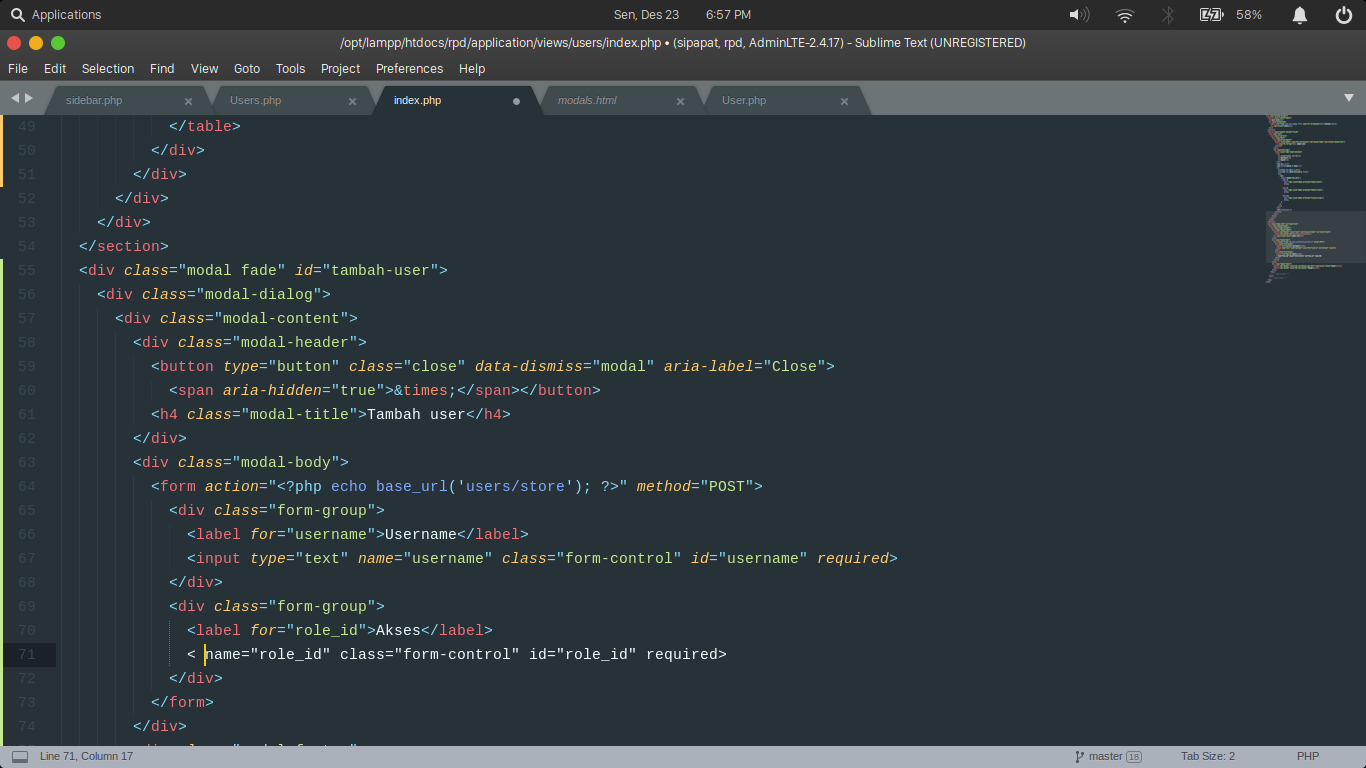 Applications
Sen, Des 23 6:57 PM
58%
/opt/lampp/htdocs/rpd/application/views/users/index.php • (sipapat, rpd, AdminLTE-2.4.17) - Sublime Text (UNREGISTERED)
File Edit Selection Find View Goto Tools Project Preferences Help
sidebar.php × Users.php × index.php ● modals.html × User.php ×
49 </table>
50 </div>
51 </div>
52 </div>
53 </div>
54 </section>
55 <div class="modal fade" id="tambah-user">
56 <div class="modal-dialog">
57 <div class="modal-content">
58 <div class="modal-header">
59 <button type="button" class="close" data-dismiss="modal" aria-label="Close">
60 <span aria-hidden="true">&times;</span></button>
61 <h4 class="modal-title">Tambah user</h4>
62 </div>
63 <div class="modal-body">
64 <form action="<?php echo base_url('users/store'); ?>" method="POST">
65 <div class="form-group">
66 <label for="username">Username</label>
67 <input type="text" name="username" class="form-control" id="username" required>
68 </div>
69 <div class="form-group">
70 <label for="role_id">Akses</label>
71 < name="role_id" class="form-control" id="role_id" required>
72 </div>
73 </form>
74 </div>
Line 71, Column 17
master 18
Tab Size: 2
PHP